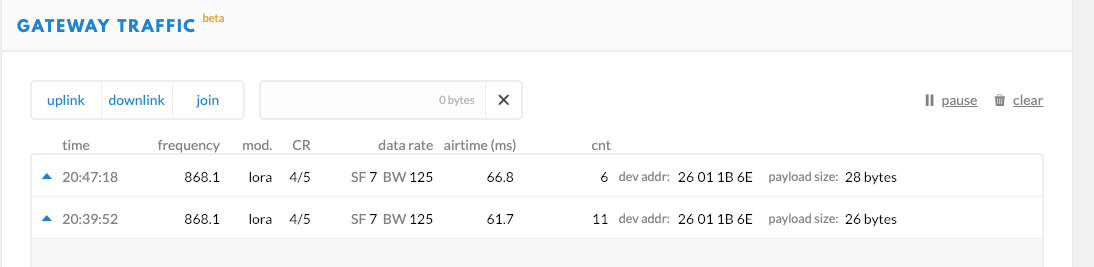 GATEWAY TRAFFIC beta
uplink downlink join 0 bytes pause clear
time frequency mod. CR data rate airtime (ms) cnt
20:47:18 868.1 lora 4/5 SF 7 BW 125 66.8 6 dev addr: 26 01 1B 6E payload size: 28 bytes
20:39:52 868.1 lora 4/5 SF 7 BW 125 61.7 11 dev addr: 26 01 1B 6E payload size: 26 bytes